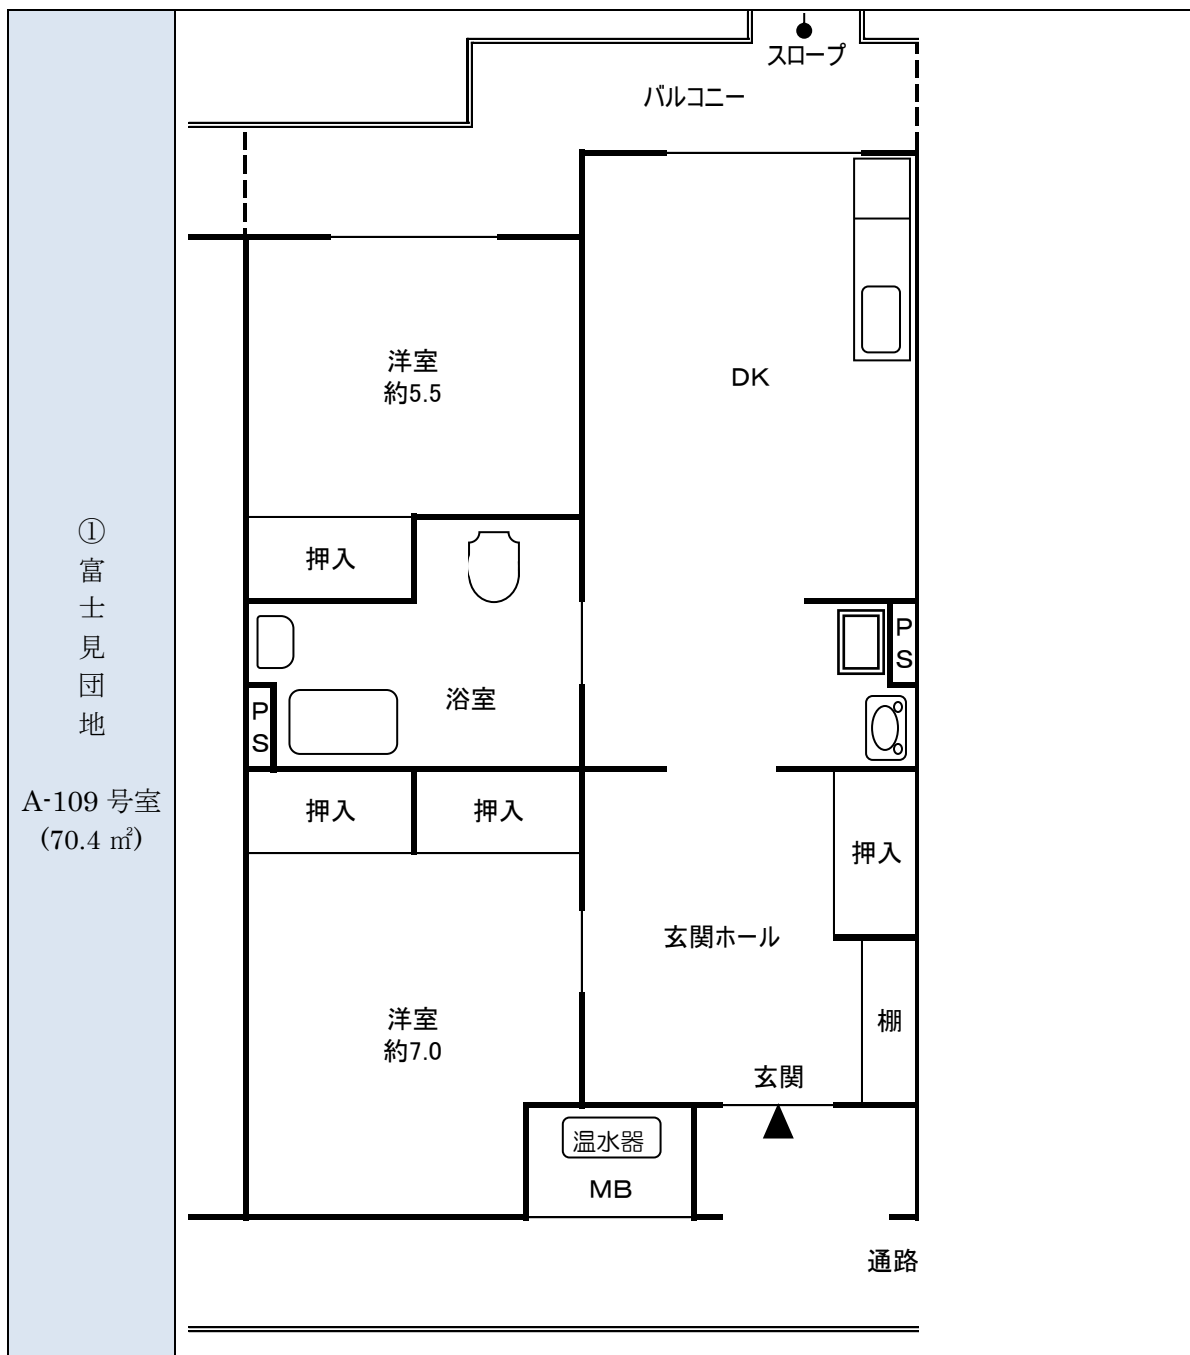 ①
富
士
見
団
地
A-109 号室
(70.4 ㎡)
スロープ
バルコニー
洋室
約5.5
DK
押入
P
S
浴室
P
S
押入
押入
押入
玄関ホール
洋室
約7.0
棚
玄関
温水器
MB
通路